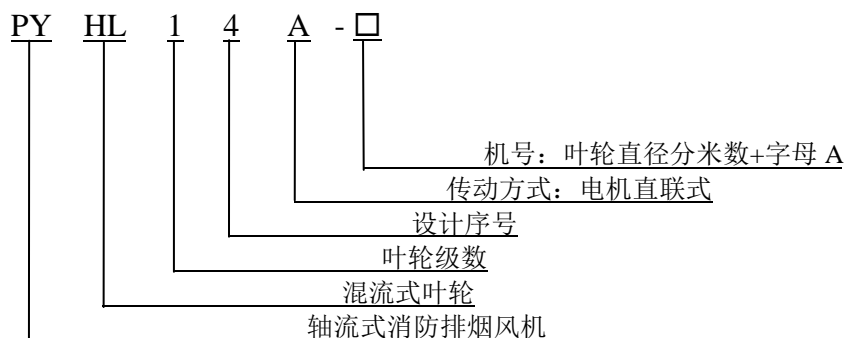 PY HL 1 4 A -□
机号：叶轮直径分米数+字母 A
传动方式：电机直联式
设计序号
叶轮级数
混流式叶轮
轴流式消防排烟风机